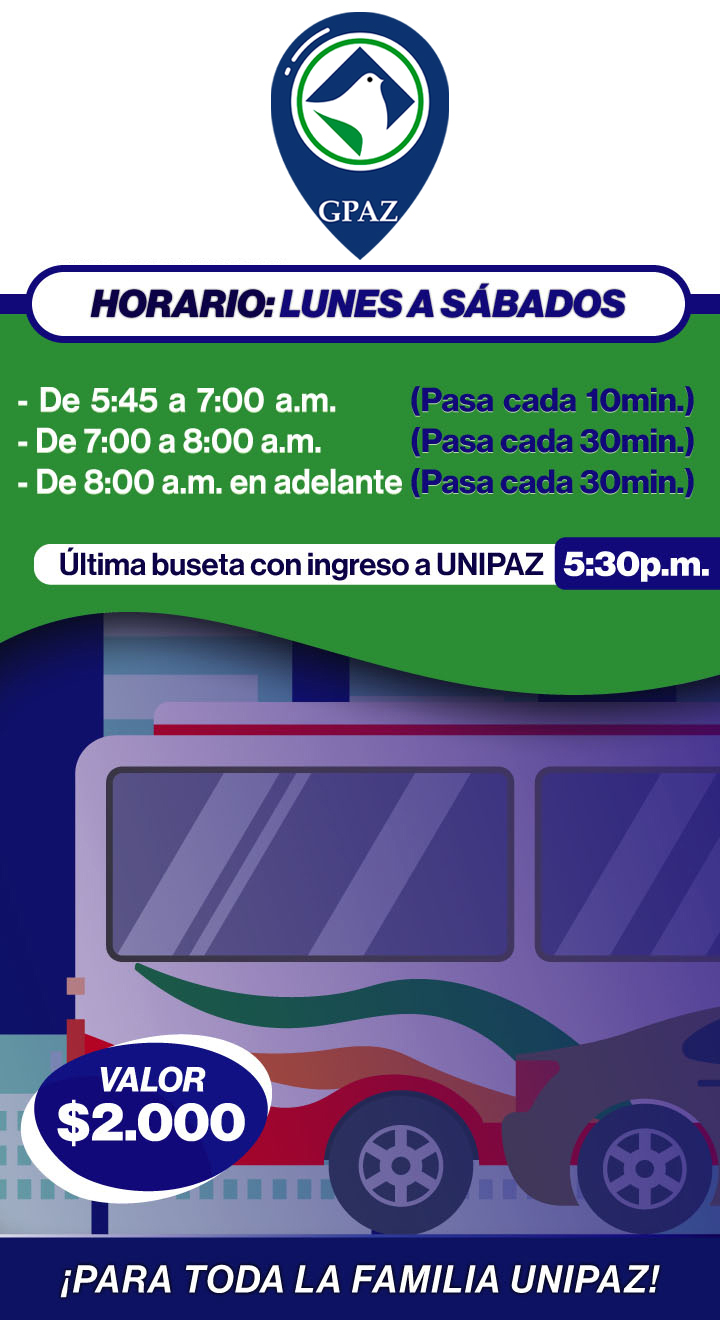 GPAZ
HORARIO: LUNES A SÁBADOS
- De 5:45 a 7:00 a.m. (Pasa cada 10min.)
- De 7:00 a 8:00 a.m. (Pasa cada 30min.)
- De 8:00 a.m. en adelante (Pasa cada 30min.)
Última buseta con ingreso a UNIPAZ 5:30p.m.
VALOR
$2.000
¡PARA TODA LA FAMILIA UNIPAZ!